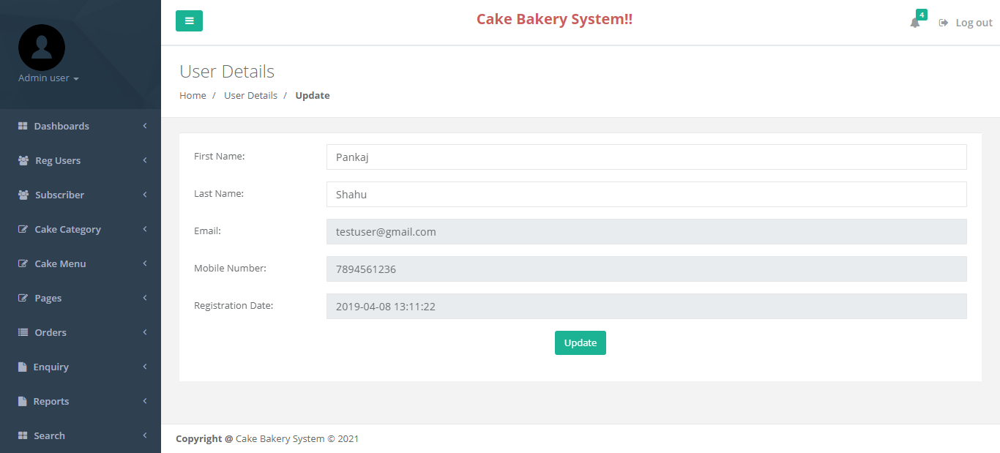 Cake Bakery System!!
4
Log out
Admin user
Dashboards
Reg Users
Subscriber
Cake Category
Cake Menu
Pages
Orders
Enquiry
Reports
Search
User Details
Home / User Details / Update
First Name: Pankaj
Last Name: Shahu
Email: testuser@gmail.com
Mobile Number: 7894561236
Registration Date: 2019-04-08 13:11:22
Update
Copyright @ Cake Bakery System © 2021